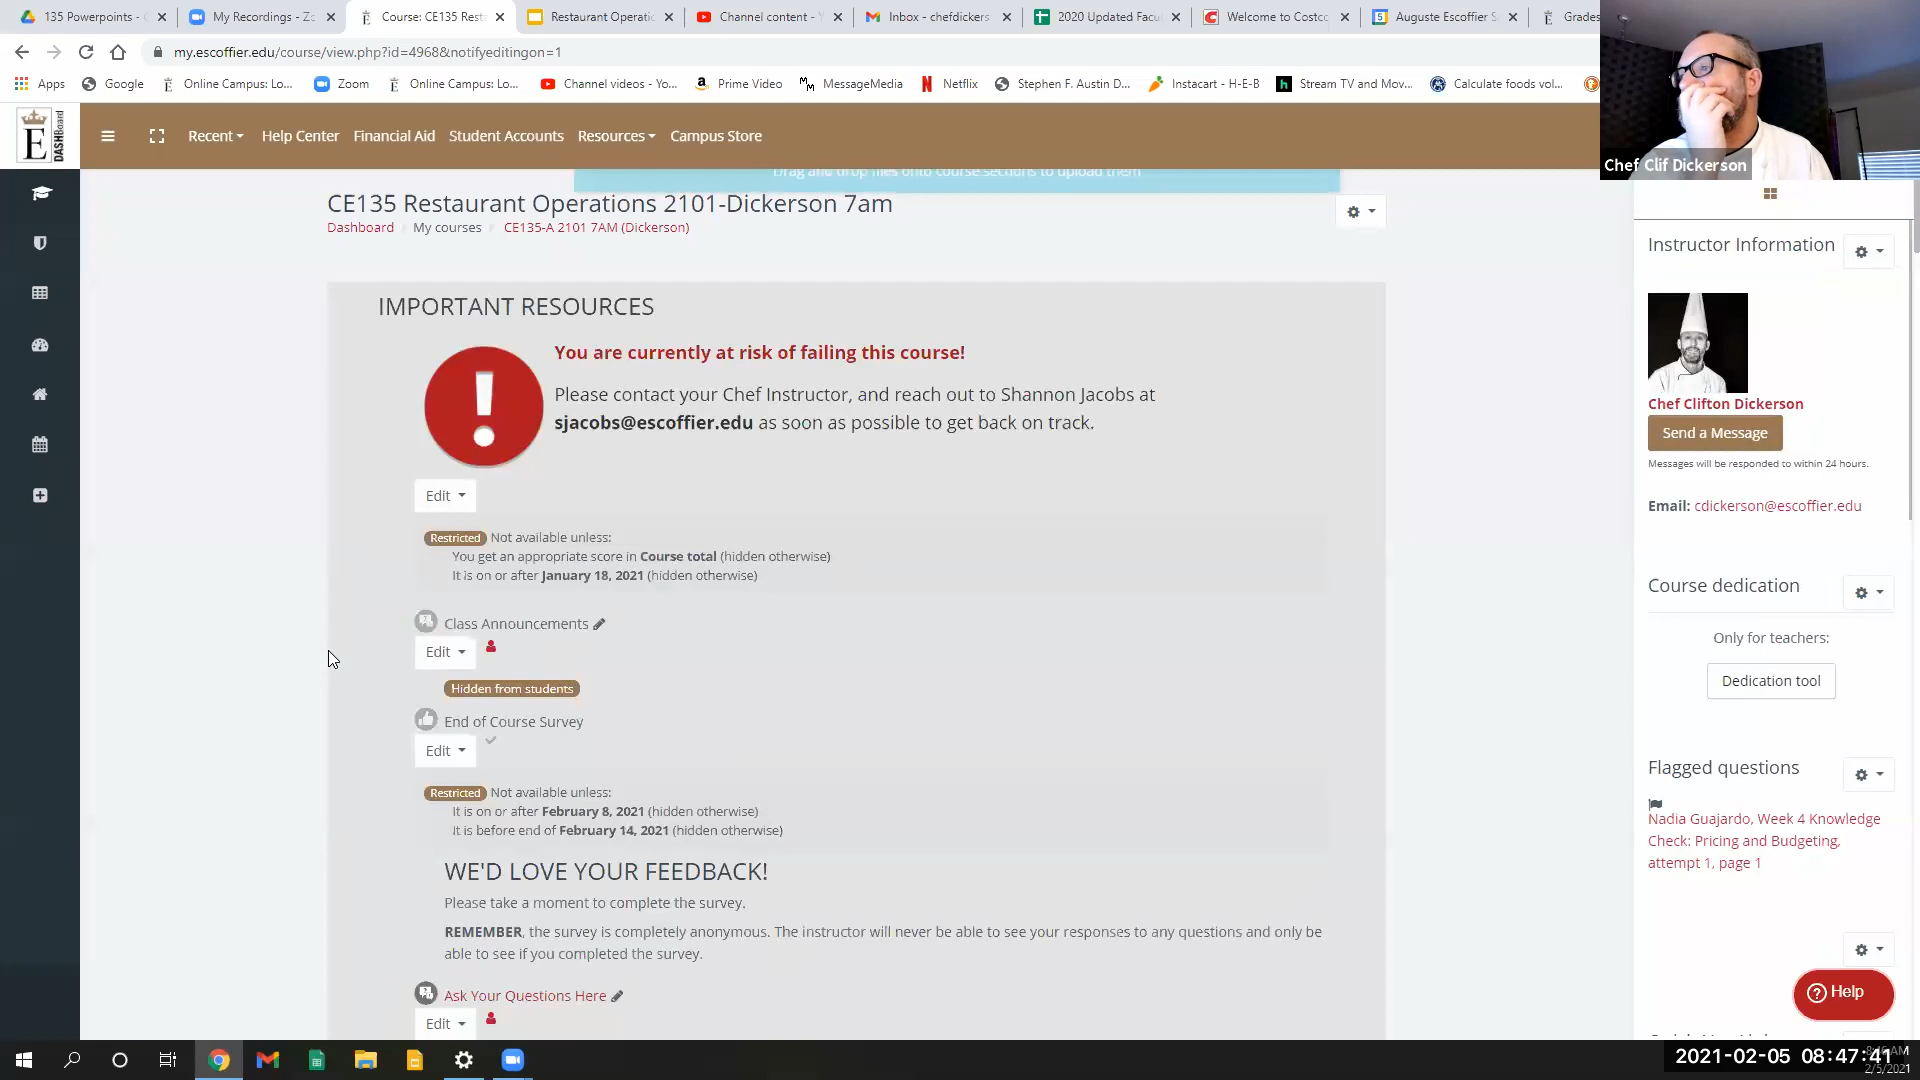 135 Powerpoints -
My Recordings - Zo
Course: CE135 Rest
Restaurant Operatio
Channel content -
Inbox - chefdickers
2020 Updated Facu
Welcome to Costco
Auguste Escoffier S
Grades
my.escoffier.edu/course/view.php?id=4968&notifyeditingon=1
Apps
Google
Online Campus: Lo...
Zoom
Online Campus: Lo...
Channel videos - Yo...
Prime Video
MessageMedia
Netflix
Stephen F. Austin D...
Instacart - H-E-B
Stream TV and Mov...
Calculate foods vol...
E DASHBoard
Recent
Help Center
Financial Aid
Student Accounts
Resources
Campus Store
Chef Clif Dickerson
Drag and drop files onto course sections to upload them
CE135 Restaurant Operations 2101-Dickerson 7am
Dashboard / My courses / CE135-A 2101 7AM (Dickerson)
IMPORTANT RESOURCES
You are currently at risk of failing this course!
Please contact your Chef Instructor, and reach out to Shannon Jacobs at
sjacobs@escoffier.edu as soon as possible to get back on track.
Edit
Restricted Not available unless:
You get an appropriate score in Course total (hidden otherwise)
It is on or after January 18, 2021 (hidden otherwise)
Class Announcements
Edit
Hidden from students
End of Course Survey
Edit
Restricted Not available unless:
It is on or after February 8, 2021 (hidden otherwise)
It is before end of February 14, 2021 (hidden otherwise)
WE'D LOVE YOUR FEEDBACK!
Please take a moment to complete the survey.
REMEMBER, the survey is completely anonymous. The instructor will never be able to see your responses to any questions and only be
able to see if you completed the survey.
Ask Your Questions Here
Edit
Instructor Information
Chef Clifton Dickerson
Send a Message
Messages will be responded to within 24 hours.
Email: cdickerson@escoffier.edu
Course dedication
Only for teachers:
Dedication tool
Flagged questions
Nadia Guajardo, Week 4 Knowledge
Check: Pricing and Budgeting,
attempt 1, page 1
Help
2021-02-05 08:47:41
2/5/2021